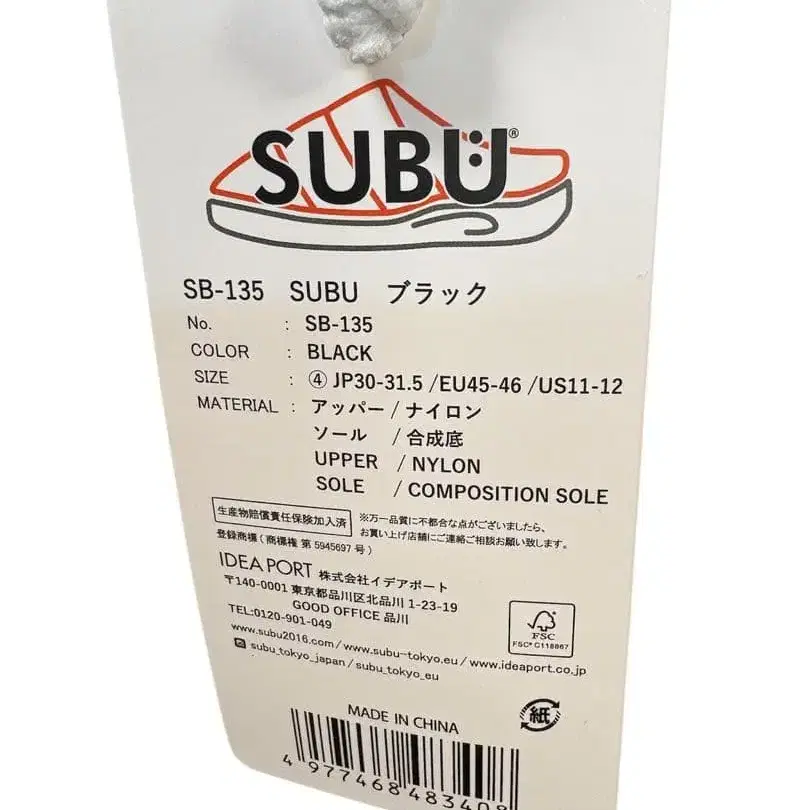 SUBU®
SB-135 SUBU ブラック
No. : SB-135
COLOR : BLACK
SIZE : ④ JP30-31.5 /EU45-46 /US11-12
MATERIAL : アッパー/ナイロン
ソール /合成底
UPPER /NYLON
SOLE /COMPOSITION SOLE
生産物賠償責任保険加入済
※万一品質に不都合な点がございましたら、
お買い上げ店舗にご連絡ご相談お願い致します。
登録商標(商標権 第 5945697 号)
IDEA PORT 株式会社イデアポート
〒140-0001 東京都品川区北品川 1-23-19
GOOD OFFICE 品川
TEL:0120-901-049
www.subu2016.com/www.subu-tokyo.eu/www.ideaport.co.jp
subu_tokyo_japan/subu_tokyo_eu
FSC
FSC® C118867
紙
MADE IN CHINA
4 977468 483408